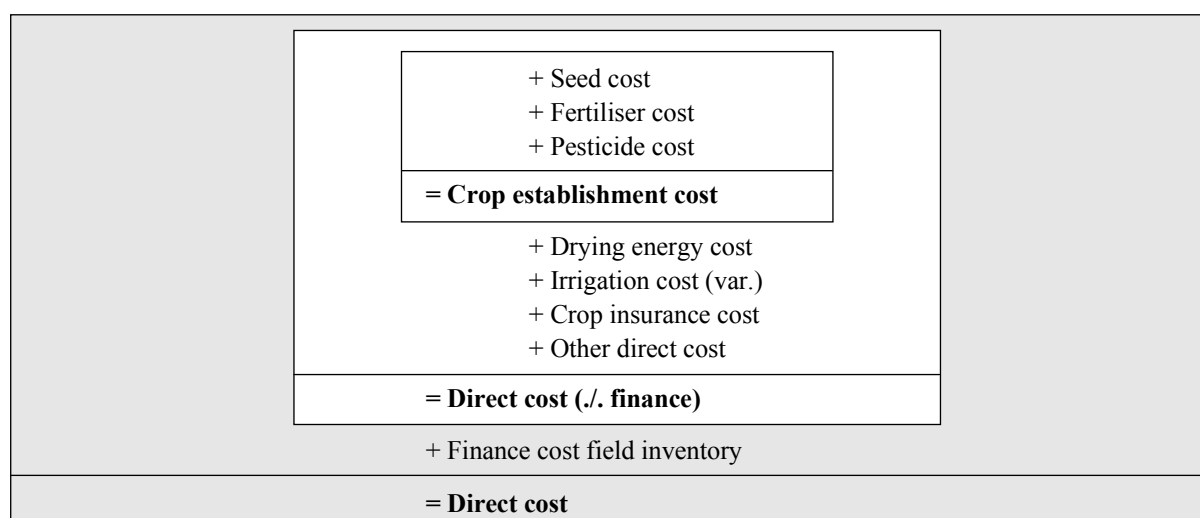 + Seed cost
+ Fertiliser cost
+ Pesticide cost
= Crop establishment cost
+ Drying energy cost
+ Irrigation cost (var.)
+ Crop insurance cost
+ Other direct cost
= Direct cost (./. finance)
+ Finance cost field inventory
= Direct cost